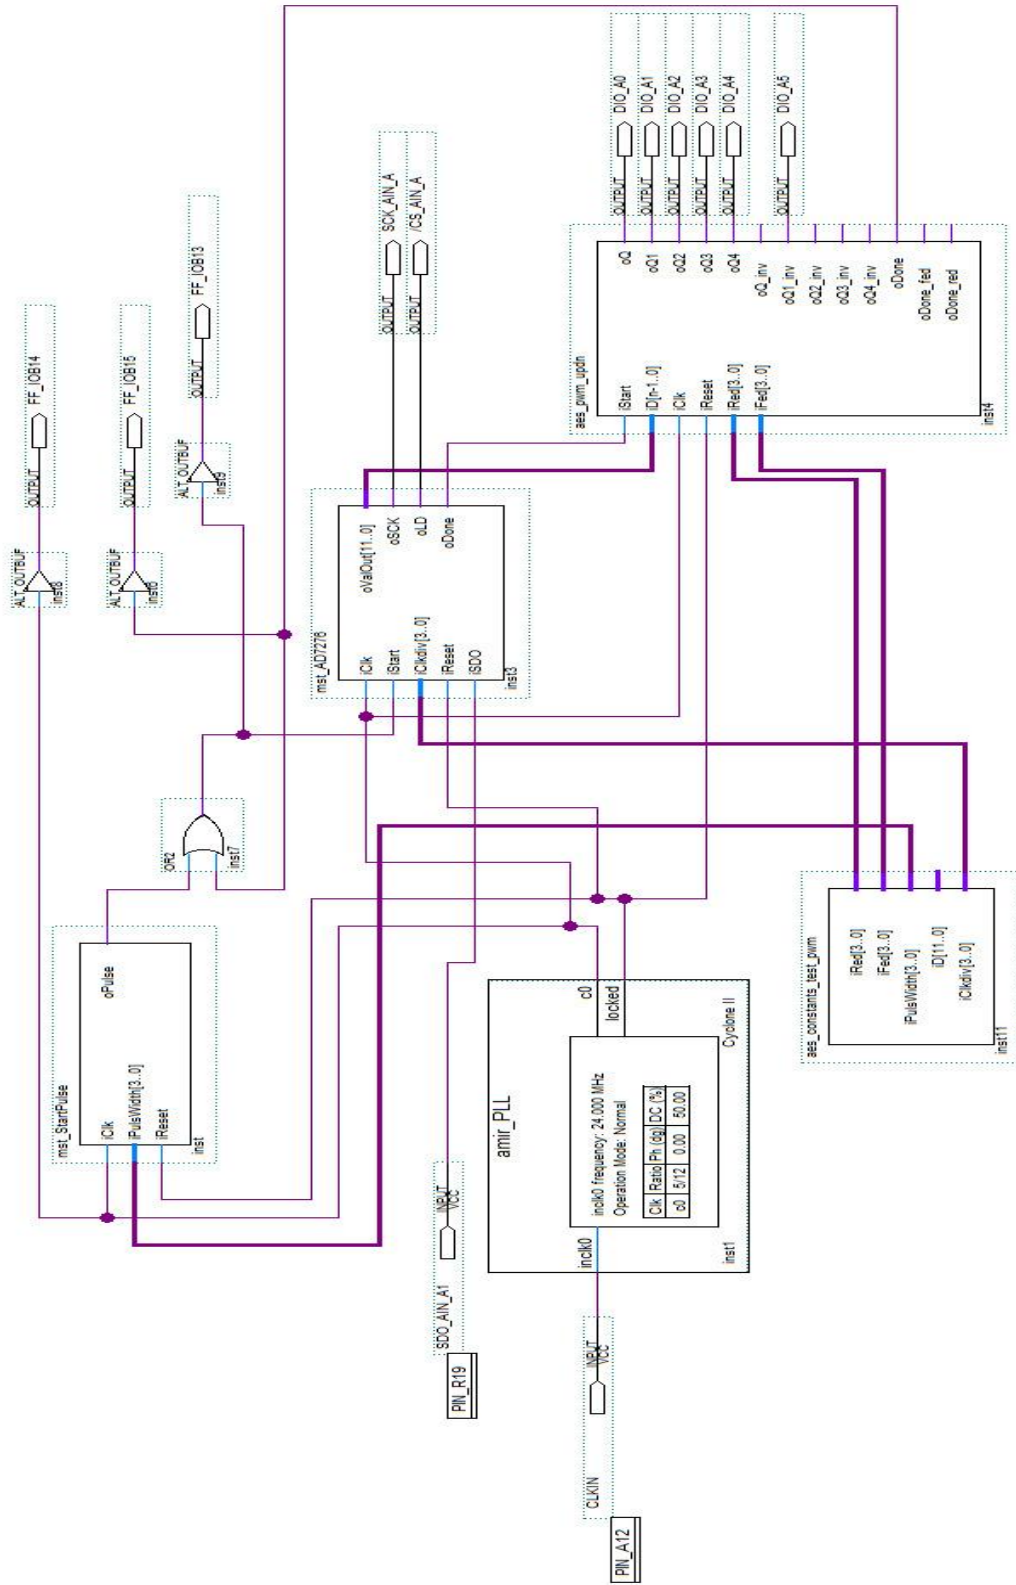 mst_StartPulse
iClk
iPulsWidth[3..0]
iReset
oPulse
inst
OR2
inst7
ALT_OUTBUF
inst8
OUTPUT
FF_IOB14
ALT_OUTBUF
inst6
OUTPUT
FF_IOB15
ALT_OUTBUF
inst9
OUTPUT
FF_IOB13
PIN_R19
SDO_AIN_A1
INPUT
VCC
mst_AD7276
iClk
iStart
iClkdiv[3..0]
iReset
iSDO
oValOut[11..0]
oSCK
oLD
oDone
inst3
OUTPUT
SCK_AIN_A
OUTPUT
/CS_AIN_A
PIN_A12
CLKIN
INPUT
VCC
amir_PLL
inclk0
inclk0 frequency: 24.000 MHz
Operation Mode: Normal
Clk Ratio Ph (dg) DC (%)
c0 5/12 0.00 50.00
c0
locked
inst1
Cyclone II
aes_pwm_updn
iStart
iD[n-1..0]
iClk
iReset
iRed[3..0]
iFed[3..0]
oQ
oQ1
oQ2
oQ3
oQ4
oQ_inv
oQ1_inv
oQ2_inv
oQ3_inv
oQ4_inv
oDone
oDone_fed
oDone_red
inst4
OUTPUT
DIO_A0
OUTPUT
DIO_A1
OUTPUT
DIO_A2
OUTPUT
DIO_A3
OUTPUT
DIO_A4
OUTPUT
DIO_A5
aes_constants_test_pwm
iRed[3..0]
iFed[3..0]
iPulsWidth[3..0]
iD[11..0]
iClkdiv[3..0]
inst11